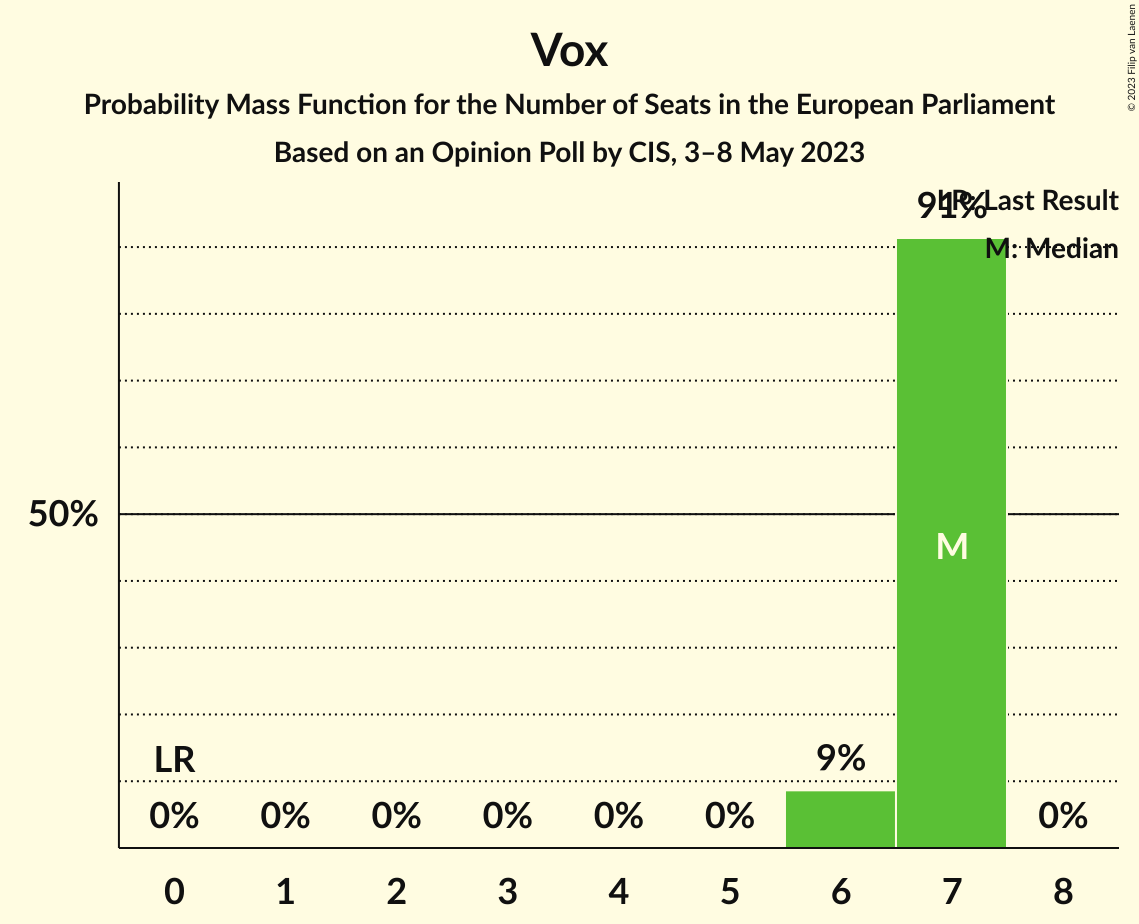 Vox
Probability Mass Function for the Number of Seats in the European Parliament
Based on an Opinion Poll by CIS, 3–8 May 2023
© 2023 Filip van Laenen
LR: Last Result
M: Median
91%
50%
M
LR
9%
0% 0% 0% 0% 0% 0% 0%
0 1 2 3 4 5 6 7 8